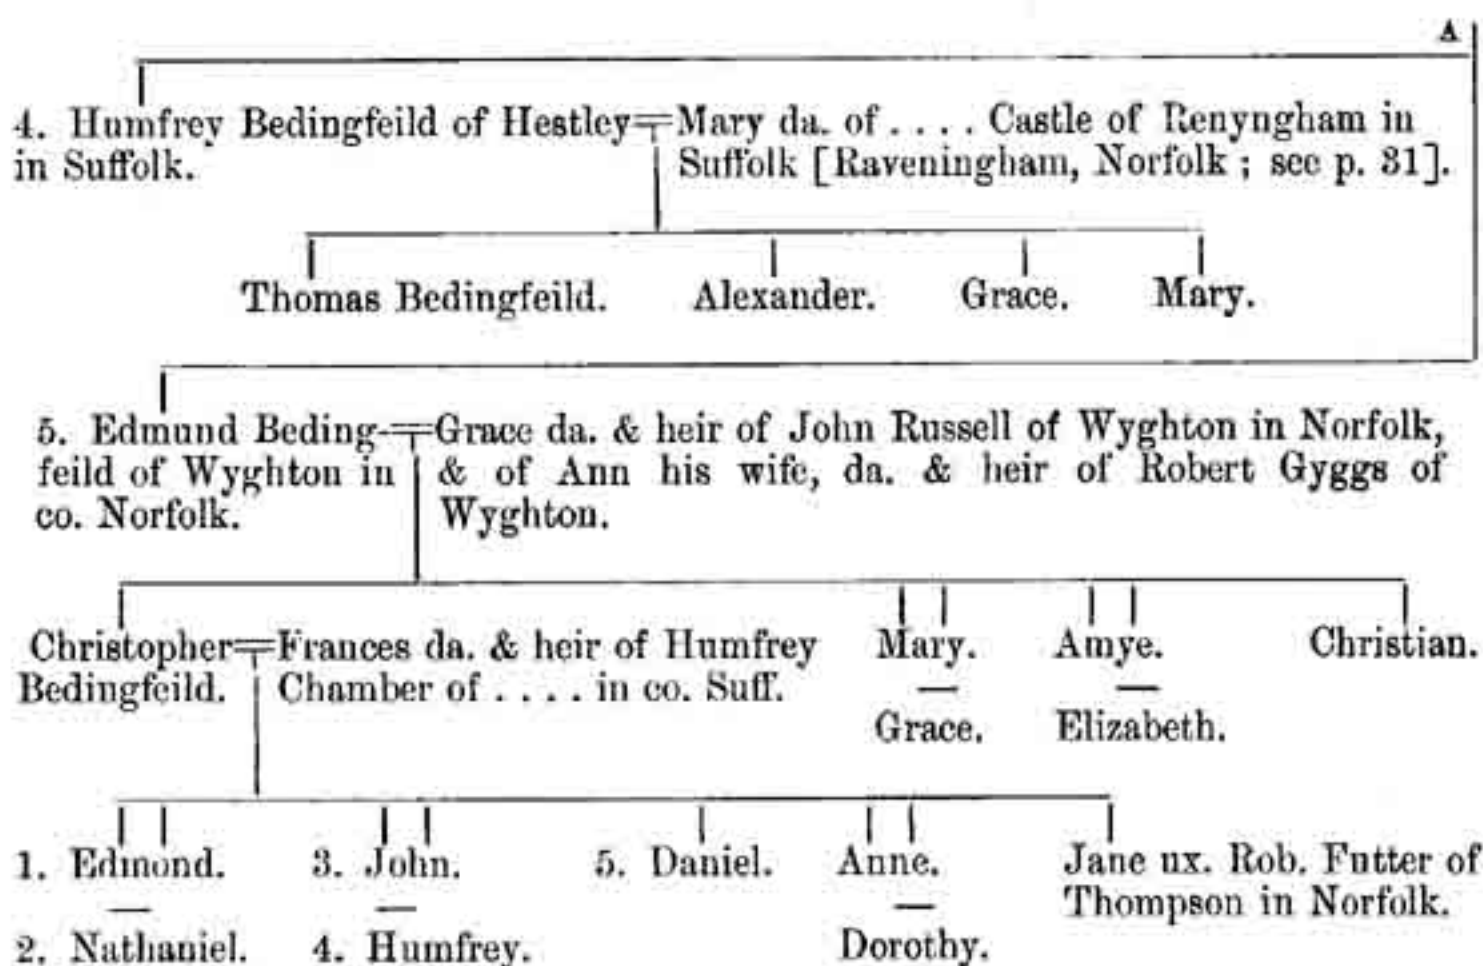 A
4. Humfrey Bedingfeild of Hestley Mary da. of .... Castle of Renyngham in
in Suffolk. Suffolk [Raveningham, Norfolk ; see p. 31].
Thomas Bedingfeild. Alexander. Grace. Mary.
5. Edmund Beding- Grace da. & heir of John Russell of Wyghton in Norfolk,
feild of Wyghton in & of Ann his wife, da. & heir of Robert Gyggs of
co. Norfolk. Wyghton.
Christopher Frances da. & heir of Humfrey Mary. Amye. Christian.
Bedingfeild. Chamber of .... in co. Suff.
Grace. Elizabeth.
1. Edmond. 3. John. 5. Daniel. Anne. Jane ux. Rob. Futter of
Thompson in Norfolk.
2. Nathaniel. 4. Humfrey. Dorothy.